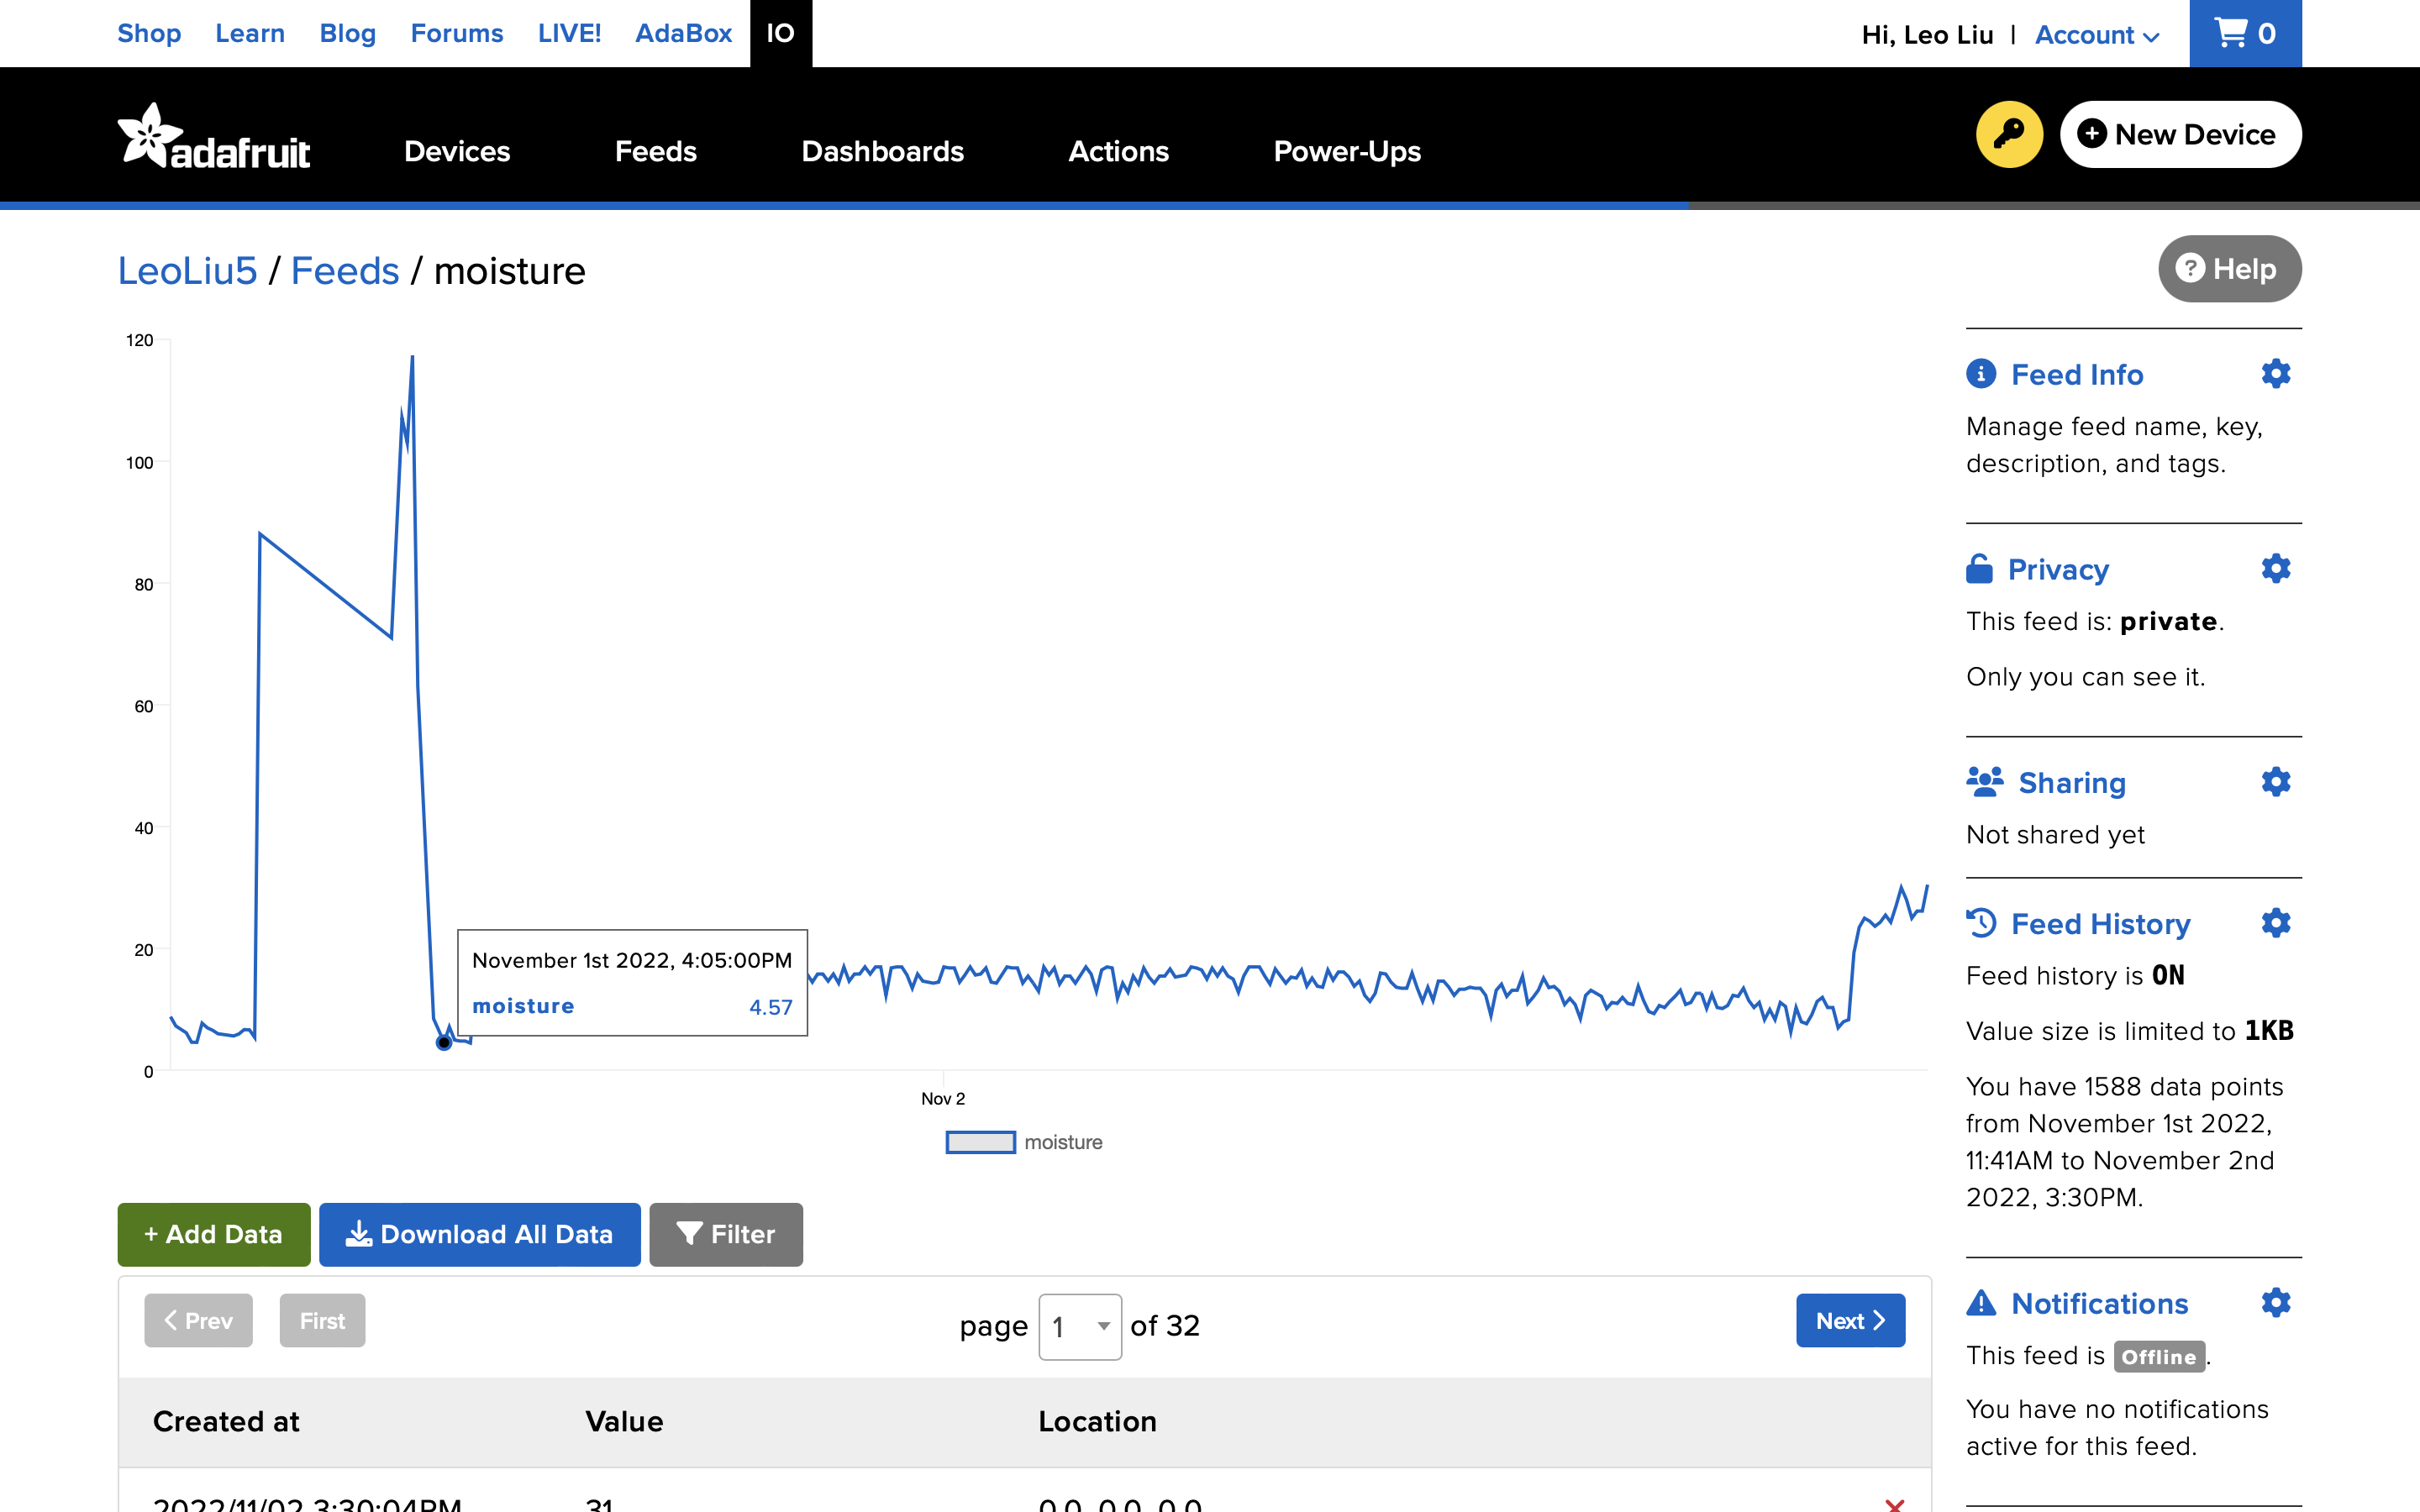 Shop Learn Blog Forums LIVE! AdaBox IO Hi, Leo Liu | Account 0
adafruit Devices Feeds Dashboards Actions Power-Ups New Device
LeoLiu5 / Feeds / moisture
Help
120
100
80
60
40
20
0
November 1st 2022, 4:05:00PM
moisture 4.57
Nov 2
moisture
Feed Info
Manage feed name, key,
description, and tags.
Privacy
This feed is: private.
Only you can see it.
Sharing
Not shared yet
Feed History
Feed history is ON
Value size is limited to 1KB
You have 1588 data points
from November 1st 2022,
11:41AM to November 2nd
2022, 3:30PM.
Notifications
This feed is Offline.
You have no notifications
active for this feed.
+ Add Data Download All Data Filter
Prev First page 1 of 32 Next
Created at Value Location
2022/11/02 3:30:04PM 31 0.0, 0.0, 0.0